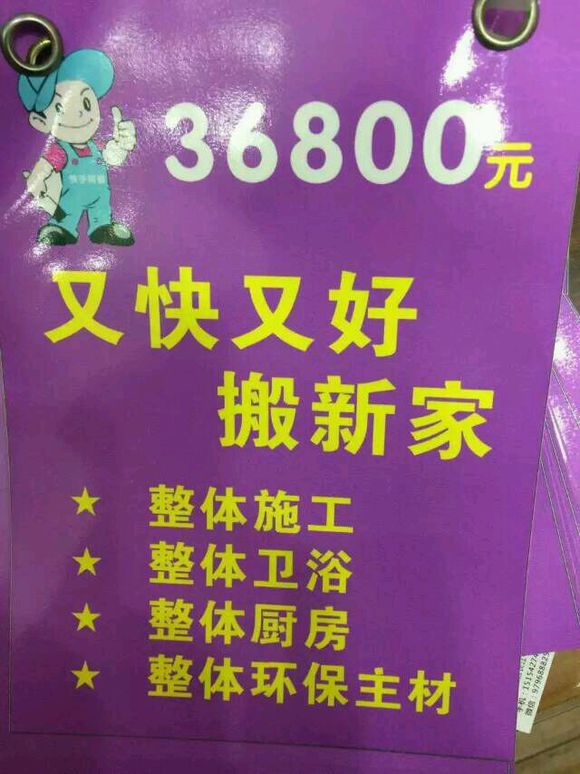 36800元
又快又好
搬新家
★ 整体施工
★ 整体卫浴
★ 整体厨房
★ 整体环保主材